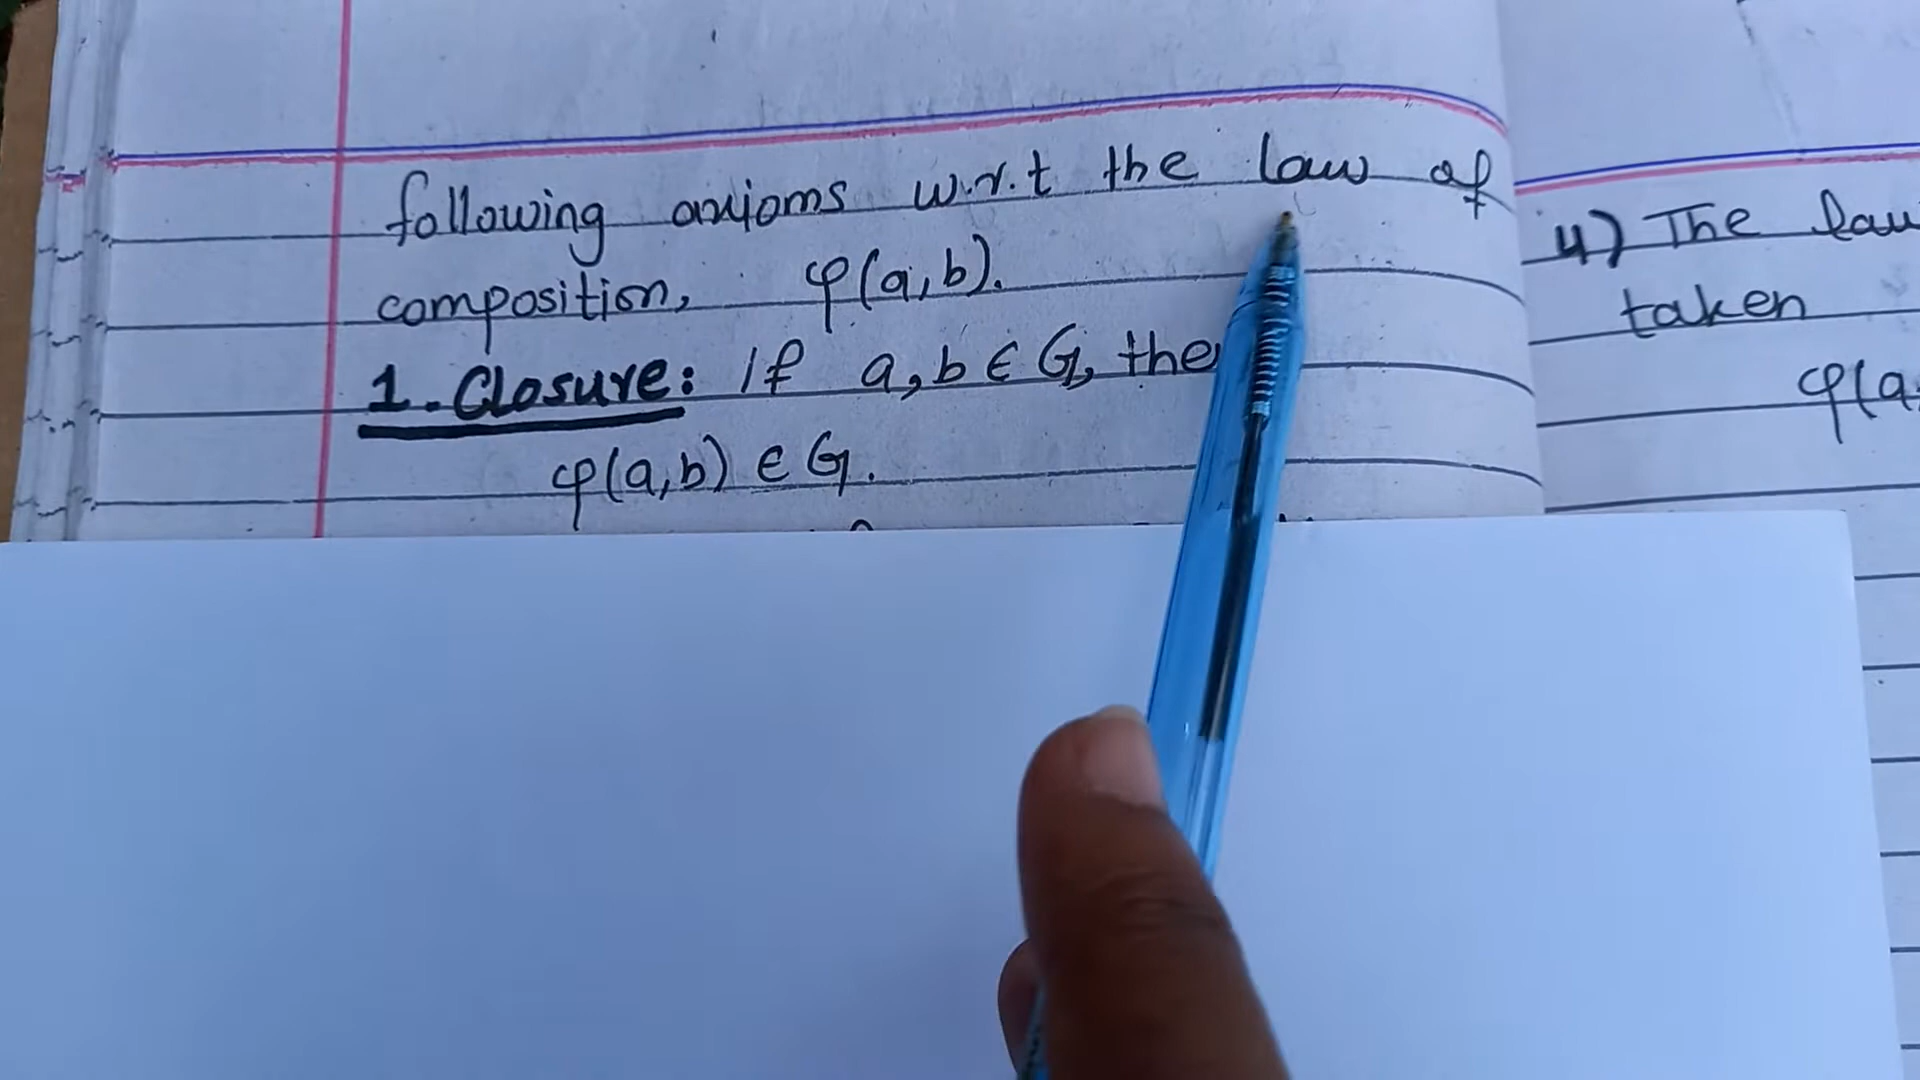 following axioms w.r.t the law of
composition, φ(a,b).
1. Closure: If a, b ∈ G, the
φ(a,b) ∈ G.
4) The law
taken
φ(a,